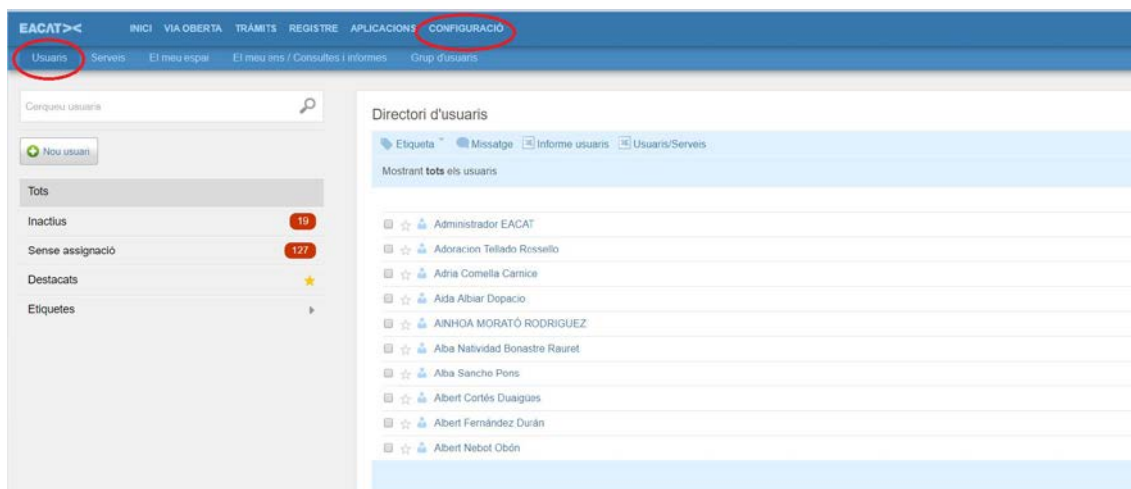 EACAT>< INICI VIA OBERTA TRÀMITS REGISTRE APLICACIONS CONFIGURACIÓ
Usuaris Serveis El meu espai El meu ens / Consultes i informes Grup d'usuaris
Cerqueu usuaris
Nou usuari
Tots
Inactius 19
Sense assignació 127
Destacats
Etiquetes
Directori d'usuaris
Etiqueta Missatge Informe usuaris Usuaris/Serveis
Mostrant tots els usuaris
Administrador EACAT
Adoracion Tellado Rossello
Adria Comella Carnice
Aida Albiar Dopacio
AINHOA MORATÓ RODRIGUEZ
Alba Natividad Bonastre Rauret
Alba Sancho Pons
Albert Cortés Duaigües
Albert Fernández Durán
Albert Nebot Obón